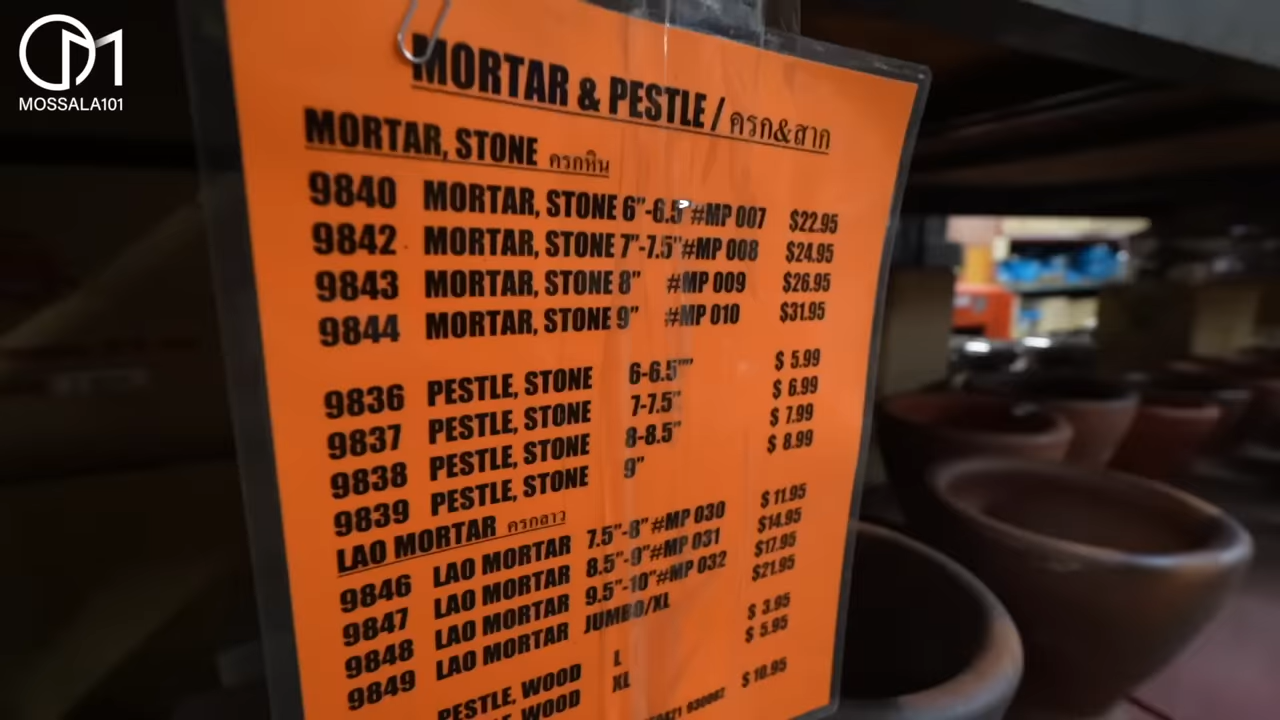 MOSSALA101
MORTAR & PESTLE / ครก&สาก
MORTAR, STONE ครกหิน
9840 MORTAR, STONE 6"-6.5"#MP 007 $22.95
9842 MORTAR, STONE 7"-7.5"#MP 008 $24.95
9843 MORTAR, STONE 8" #MP 009 $26.95
9844 MORTAR, STONE 9" #MP 010 $31.95
9836 PESTLE, STONE 6-6.5"" $ 5.99
9837 PESTLE, STONE 7-7.5" $ 6.99
9838 PESTLE, STONE 8-8.5" $ 7.99
9839 PESTLE, STONE 9" $ 8.99
LAO MORTAR ครกลาว
9846 LAO MORTAR 7.5"-8"#MP 030 $ 11.95
9847 LAO MORTAR 8.5"-9"#MP 031 $14.95
9848 LAO MORTAR 9.5"-10"#MP 032 $17.95
9849 LAO MORTAR JUMBO/XL $21.95
PESTLE, WOOD L $ 3.95
WOOD XL $ 5.95
$ 10.95